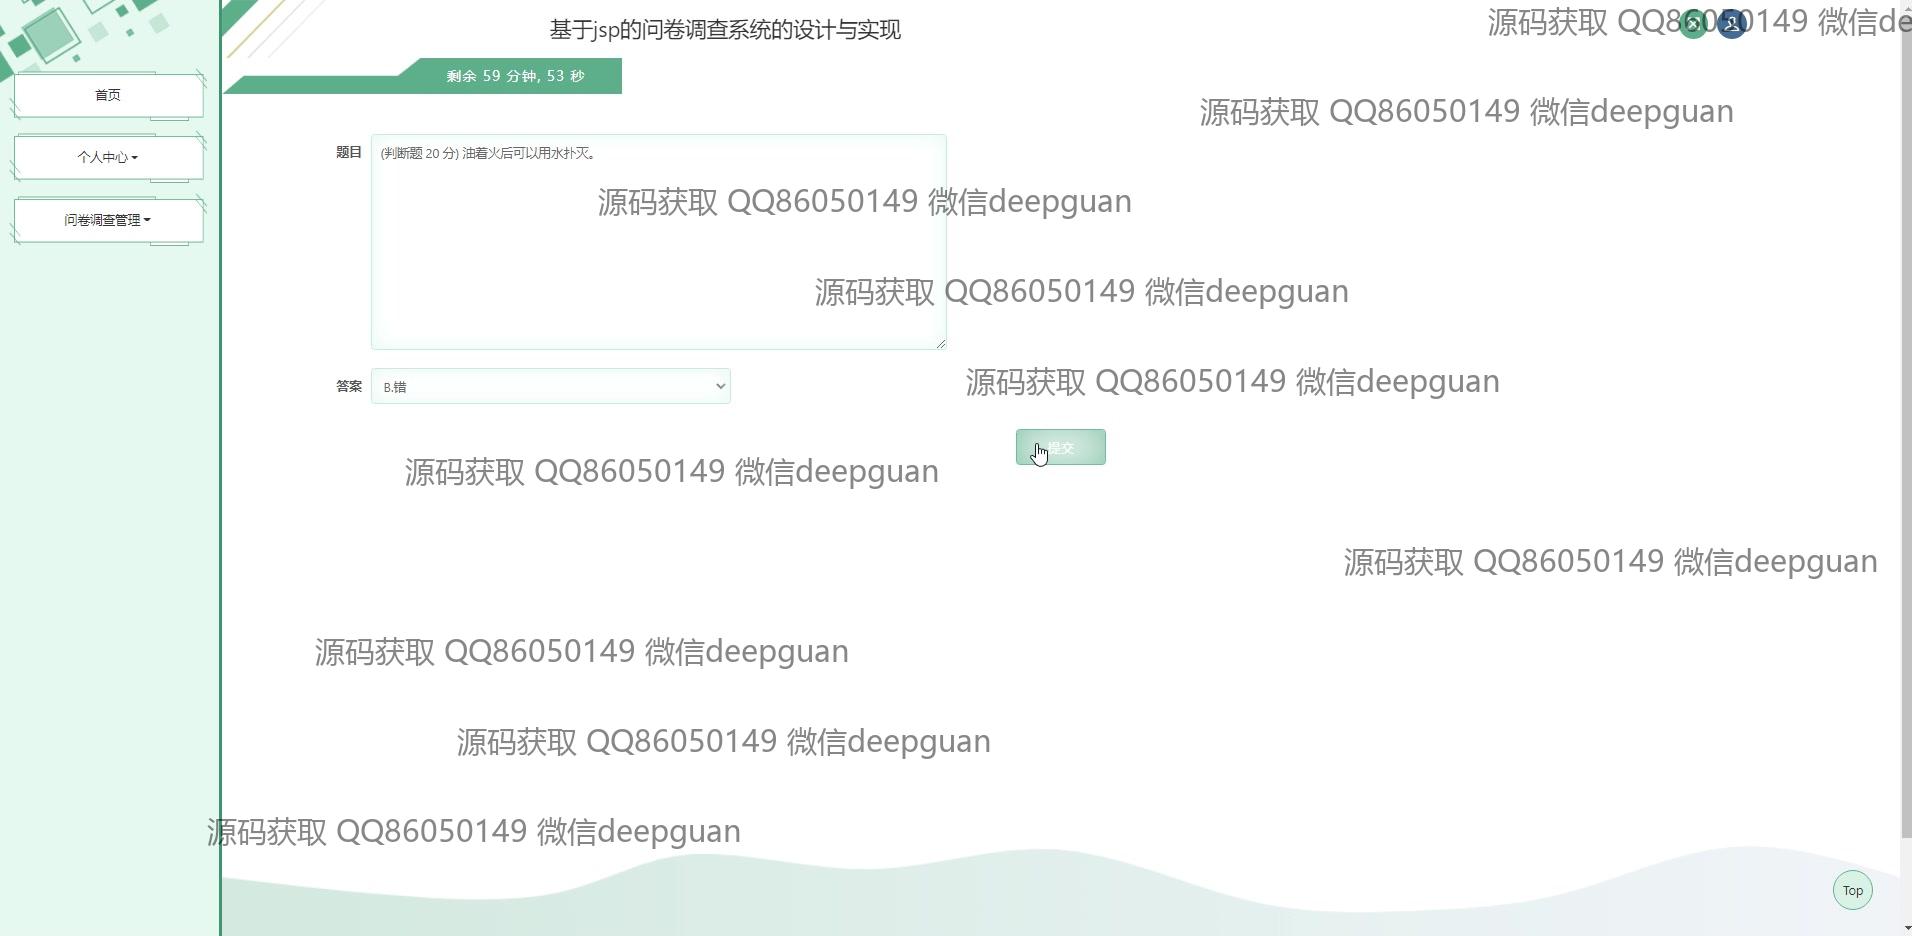 基于jsp的问卷调查系统的设计与实现
源码获取 QQ86050149 微信de
剩余 59 分钟, 53 秒
首页
源码获取 QQ86050149 微信deepguan
个人中心
题目
(判断题 20 分) 油着火后可以用水扑灭。
源码获取 QQ86050149 微信deepguan
问卷调查管理
源码获取 QQ86050149 微信deepguan
答案
B.错
源码获取 QQ86050149 微信deepguan
提交
源码获取 QQ86050149 微信deepguan
源码获取 QQ86050149 微信deepguan
源码获取 QQ86050149 微信deepguan
源码获取 QQ86050149 微信deepguan
源码获取 QQ86050149 微信deepguan
Top